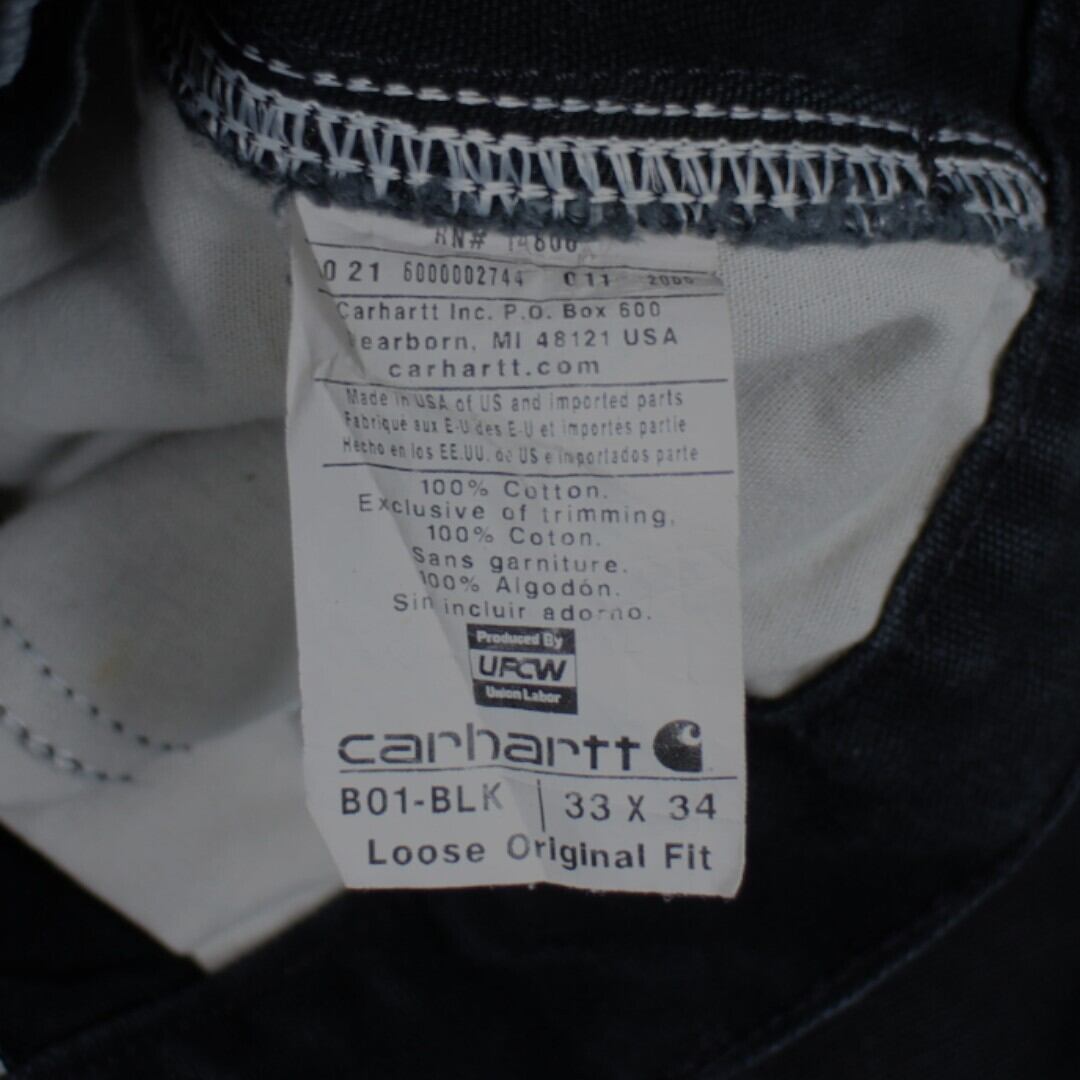 RN# 14806
0 21 6000002744 011
Carhartt Inc. P.O. Box 600
earborn, MI 48121 USA
carhartt.com
Made in USA of US and imported parts
Fabriqué aux E-U des E-U et importés partie
Hecho en los EE.UU. de US e importados parte
100% Cotton.
Exclusive of trimming.
100% Coton.
Sans garniture.
100% Algodón.
Sin incluir adorno.
Produced By
UFCW
Union Labor
carhartt
B01-BLK | 33 X 34
Loose Original Fit